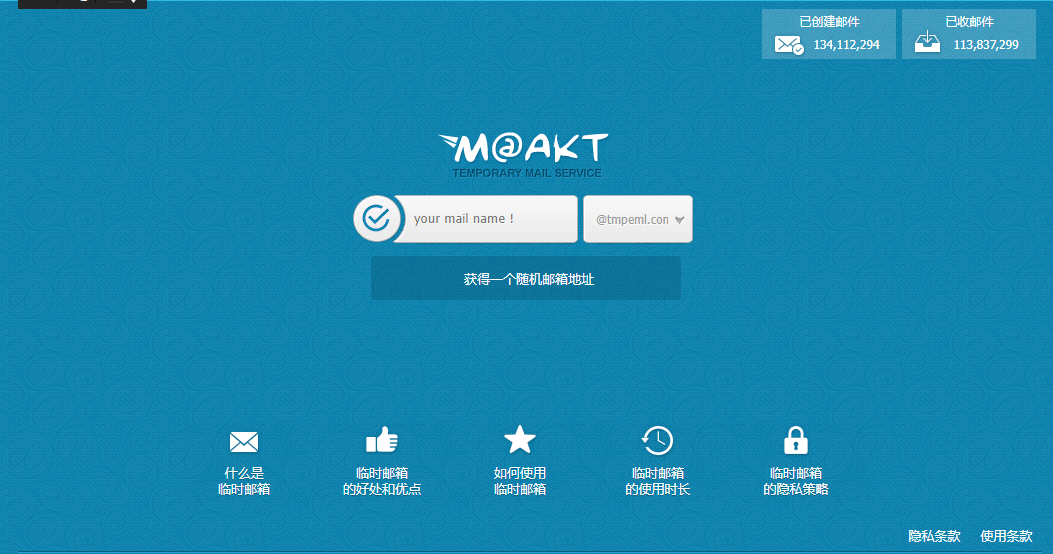 已创建邮件
134,112,294
已收邮件
113,837,299
M@AKT
TEMPORARY MAIL SERVICE
your mail name !
@tmpeml.com
获得一个随机邮箱地址
什么是
临时邮箱
临时邮箱
的好处和优点
如何使用
临时邮箱
临时邮箱
的使用时长
临时邮箱
的隐私策略
隐私条款
使用条款